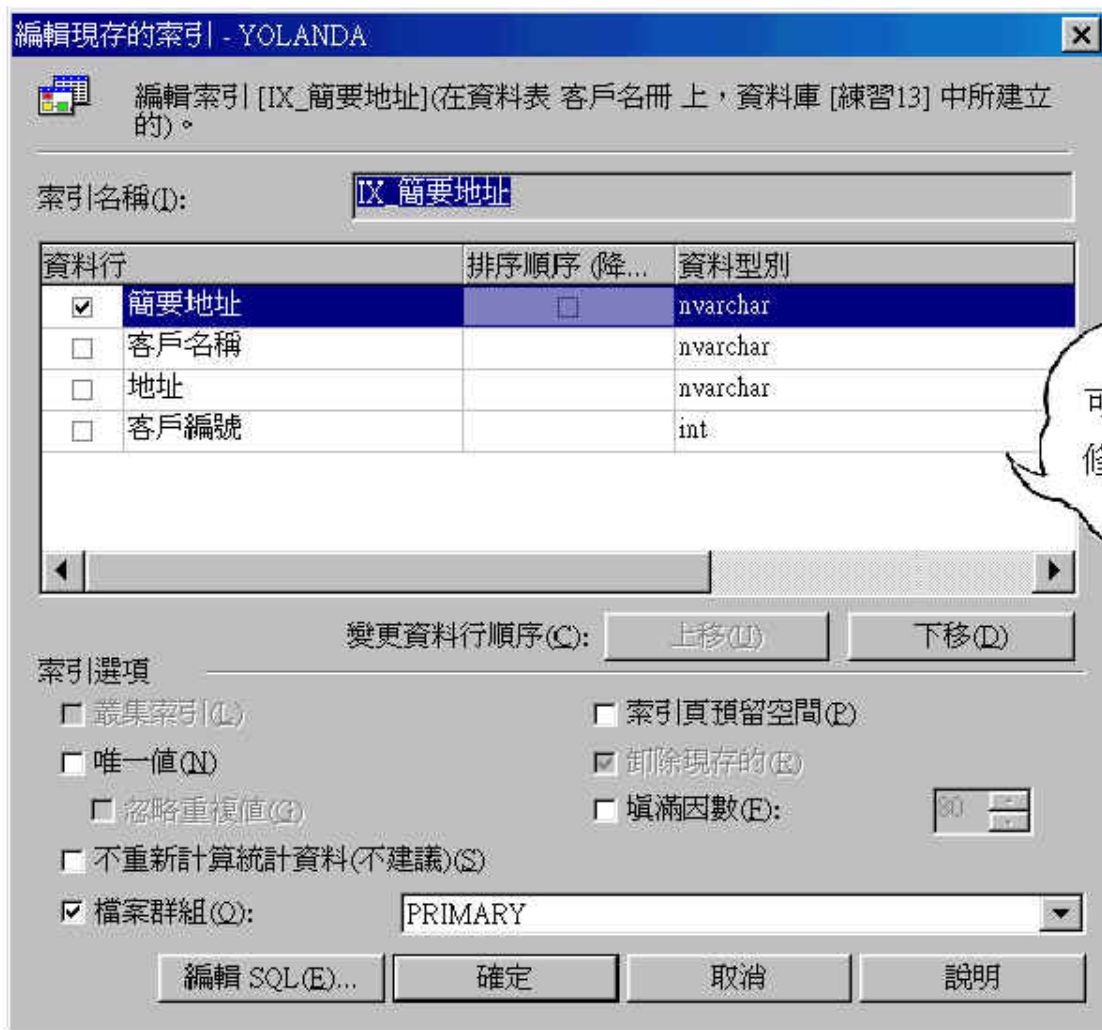 編輯現存的索引 - YOLANDA
編輯索引 [IX_簡要地址](在資料表 客戶名冊 上，資料庫 [練習13] 中所建立
的)。
索引名稱(I):
IX_簡要地址
資料行 排序順序 (降... 資料型別
簡要地址 nvarchar
客戶名稱 nvarchar
地址 nvarchar
客戶編號 int
變更資料行順序(C): 上移(U) 下移(D)
索引選項
叢集索引(L) 索引頁預留空間(P)
唯一值(N) 卸除現存的(R)
忽略重複值(G) 填滿因數(F):
不重新計算統計資料(不建議)(S)
檔案群組(O): PRIMARY
編輯 SQL(E)... 確定 取消 說明